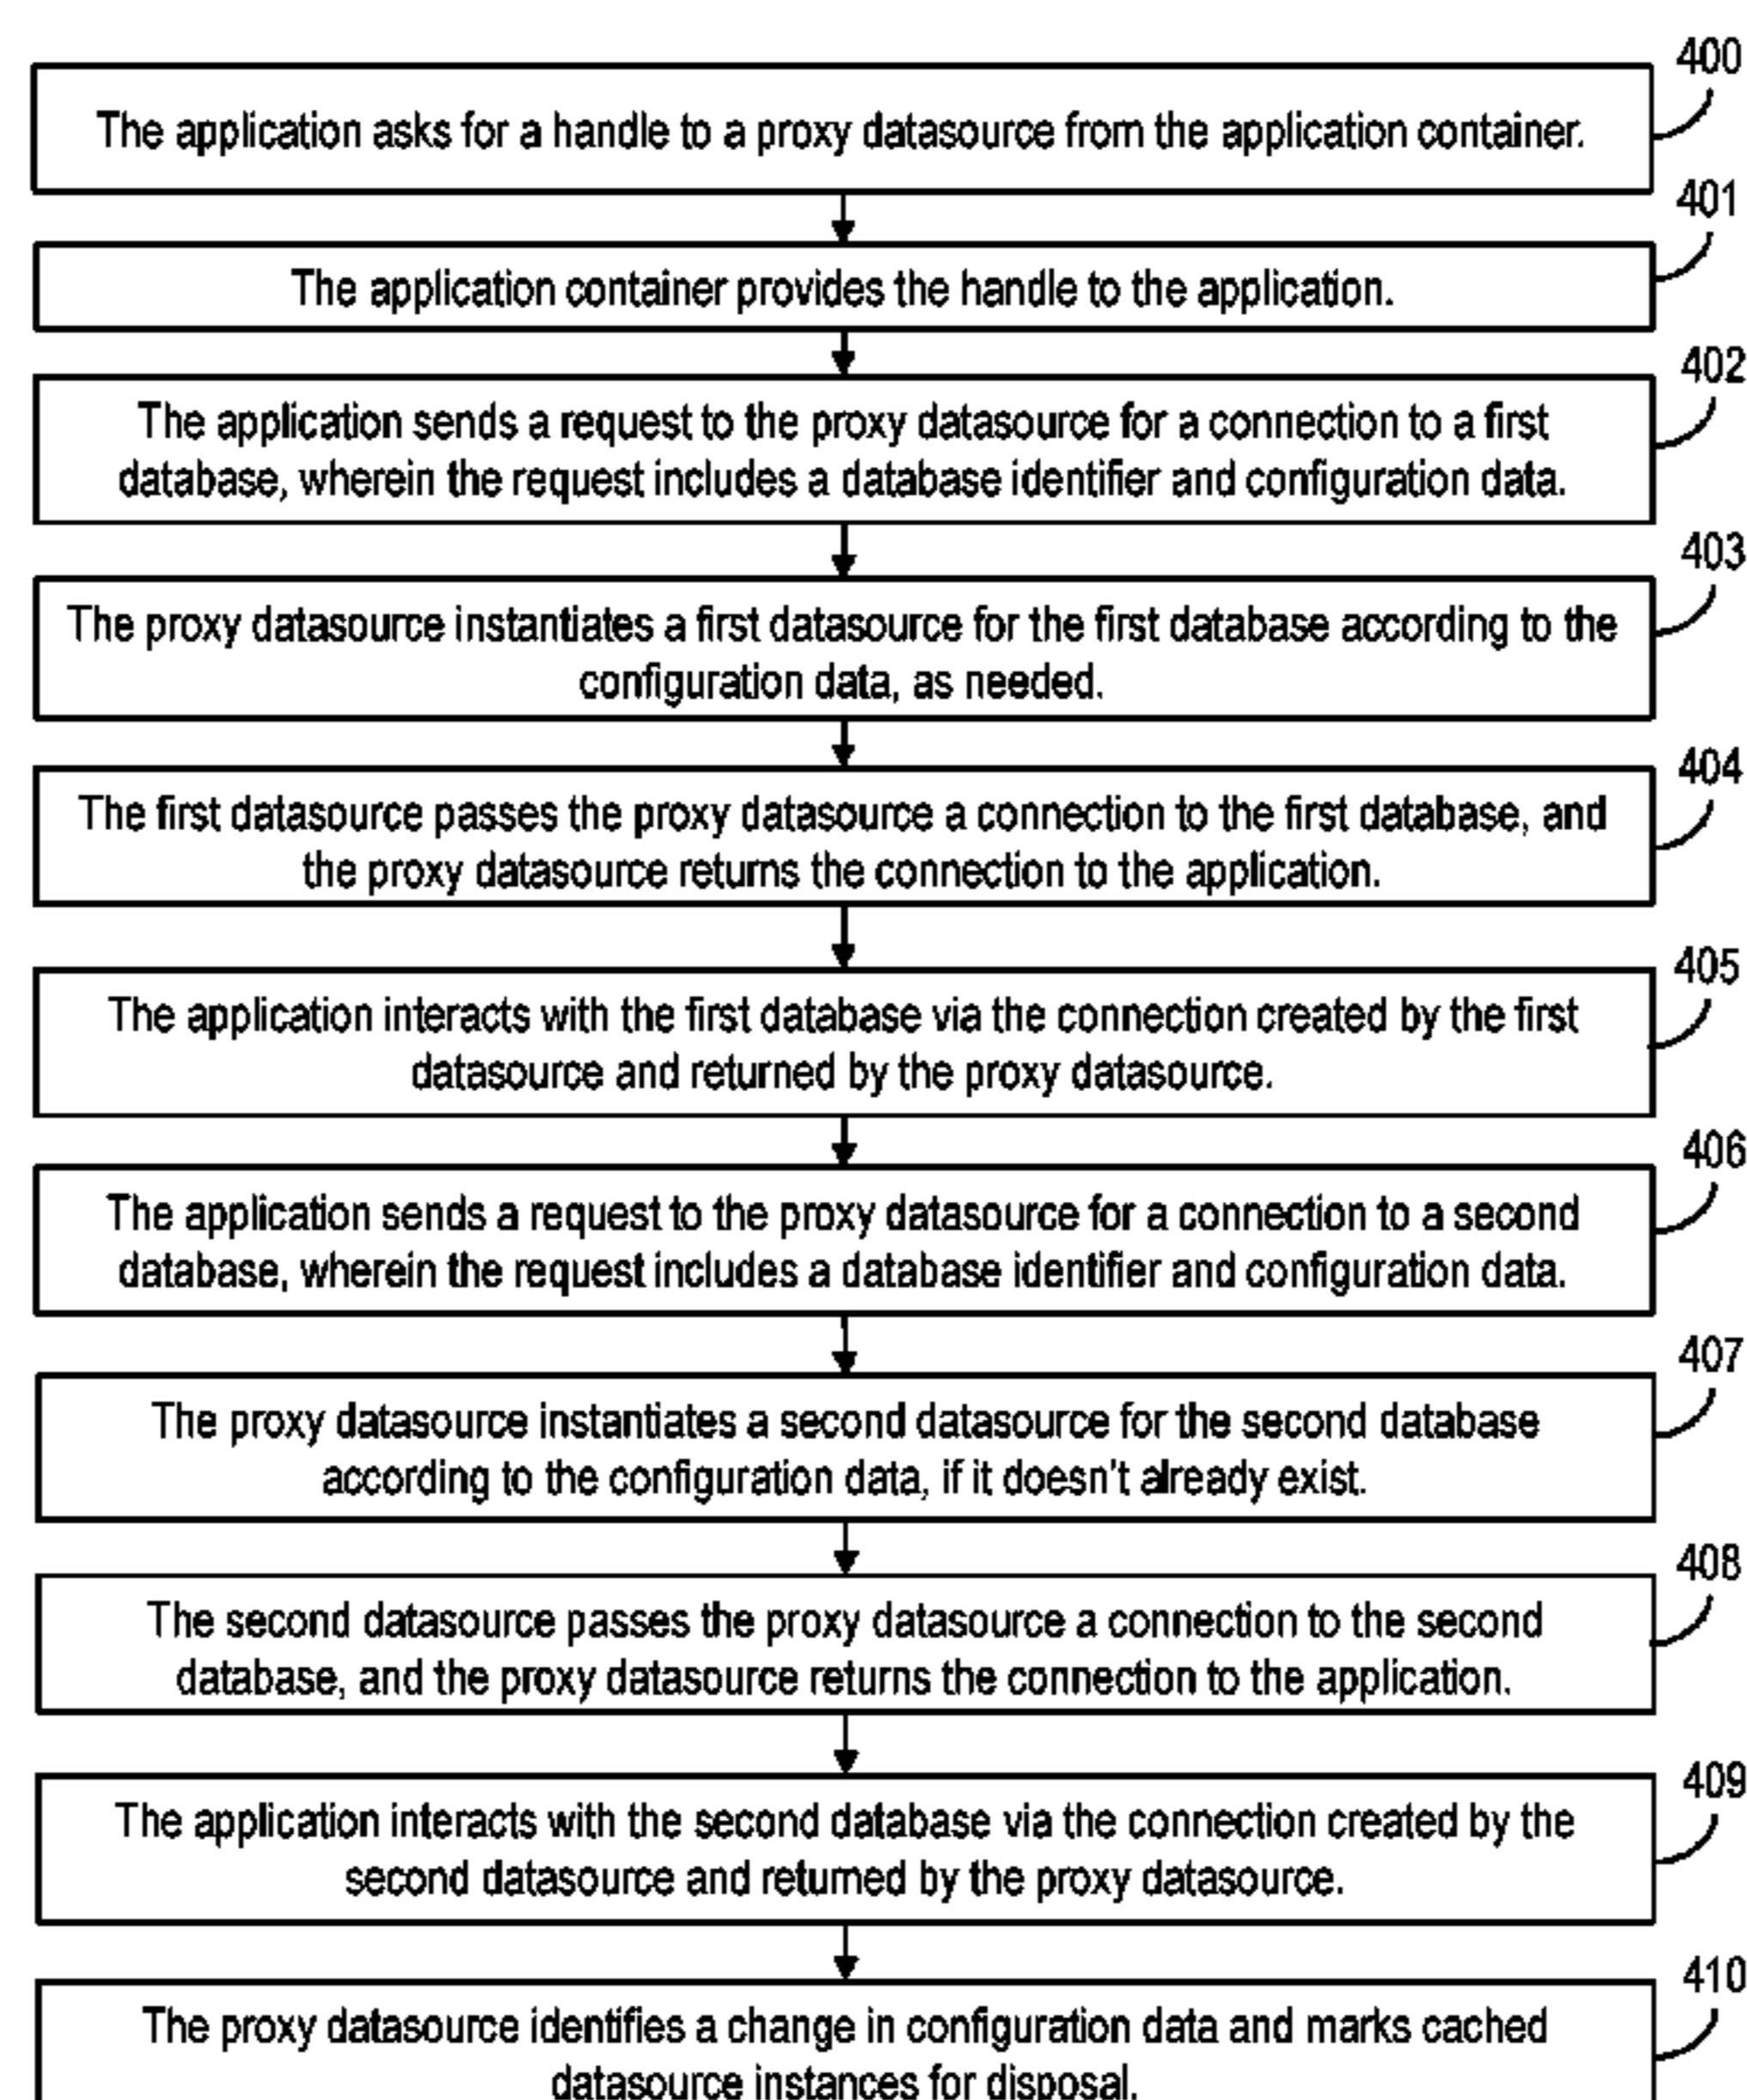 400
The application asks for a handle to a proxy datasource from the application container.
401
The application container provides the handle to the application.
402
The application sends a request to the proxy datasource for a connection to a first
database, wherein the request includes a database identifier and configuration data.
403
The proxy datasource instantiates a first datasource for the first database according to the
configuration data, as needed.
404
The first datasource passes the proxy datasource a connection to the first database, and
the proxy datasource returns the connection to the application.
405
The application interacts with the first database via the connection created by the first
datasource and returned by the proxy datasource.
406
The application sends a request to the proxy datasource for a connection to a second
database, wherein the request includes a database identifier and configuration data.
407
The proxy datasource instantiates a second datasource for the second database
according to the configuration data, if it doesn't already exist.
408
The second datasource passes the proxy datasource a connection to the second
database, and the proxy datasource returns the connection to the application.
409
The application interacts with the second database via the connection created by the
second datasource and returned by the proxy datasource.
410
The proxy datasource identifies a change in configuration data and marks cached
datasource instances for disposal.